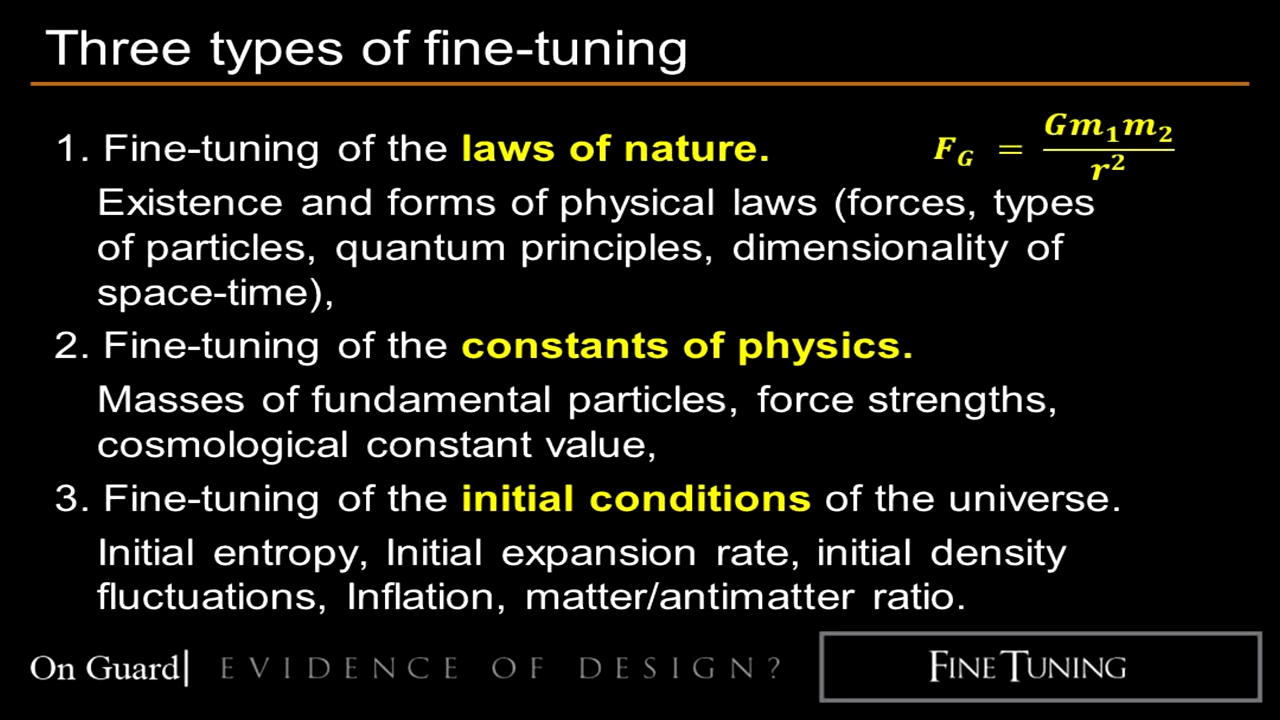 Three types of fine-tuning
1. Fine-tuning of the laws of nature.
F_G = Gm₁m₂ / r²
Existence and forms of physical laws (forces, types
of particles, quantum principles, dimensionality of
space-time),
2. Fine-tuning of the constants of physics.
Masses of fundamental particles, force strengths,
cosmological constant value,
3. Fine-tuning of the initial conditions of the universe.
Initial entropy, Initial expansion rate, initial density
fluctuations, Inflation, matter/antimatter ratio.
On Guard| EVIDENCE OF DESIGN?
FINE TUNING